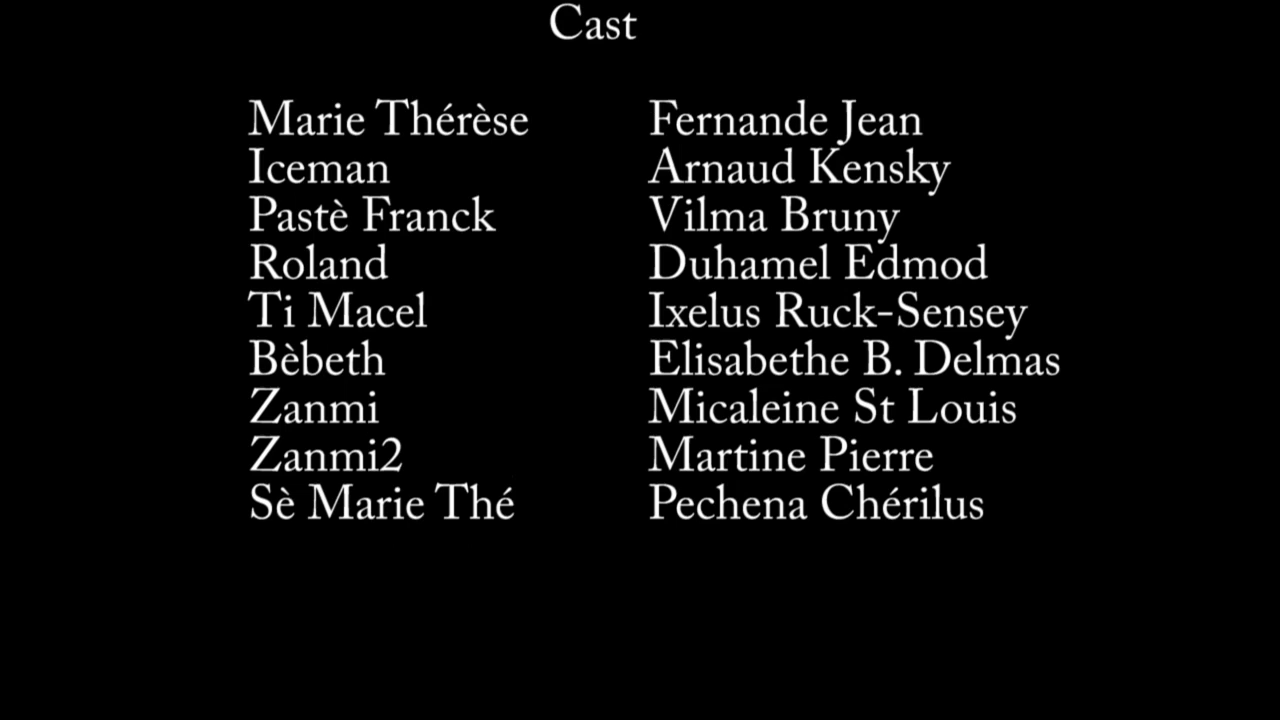 Cast
Marie Thérèse Fernande Jean
Iceman Arnaud Kensky
Pastè Franck Vilma Bruny
Roland Duhamel Edmod
Ti Macel Ixelus Ruck-Sensey
Bèbeth Elisabethe B. Delmas
Zanmi Micaleine St Louis
Zanmi2 Martine Pierre
Sè Marie Thé Pechena Chérilus